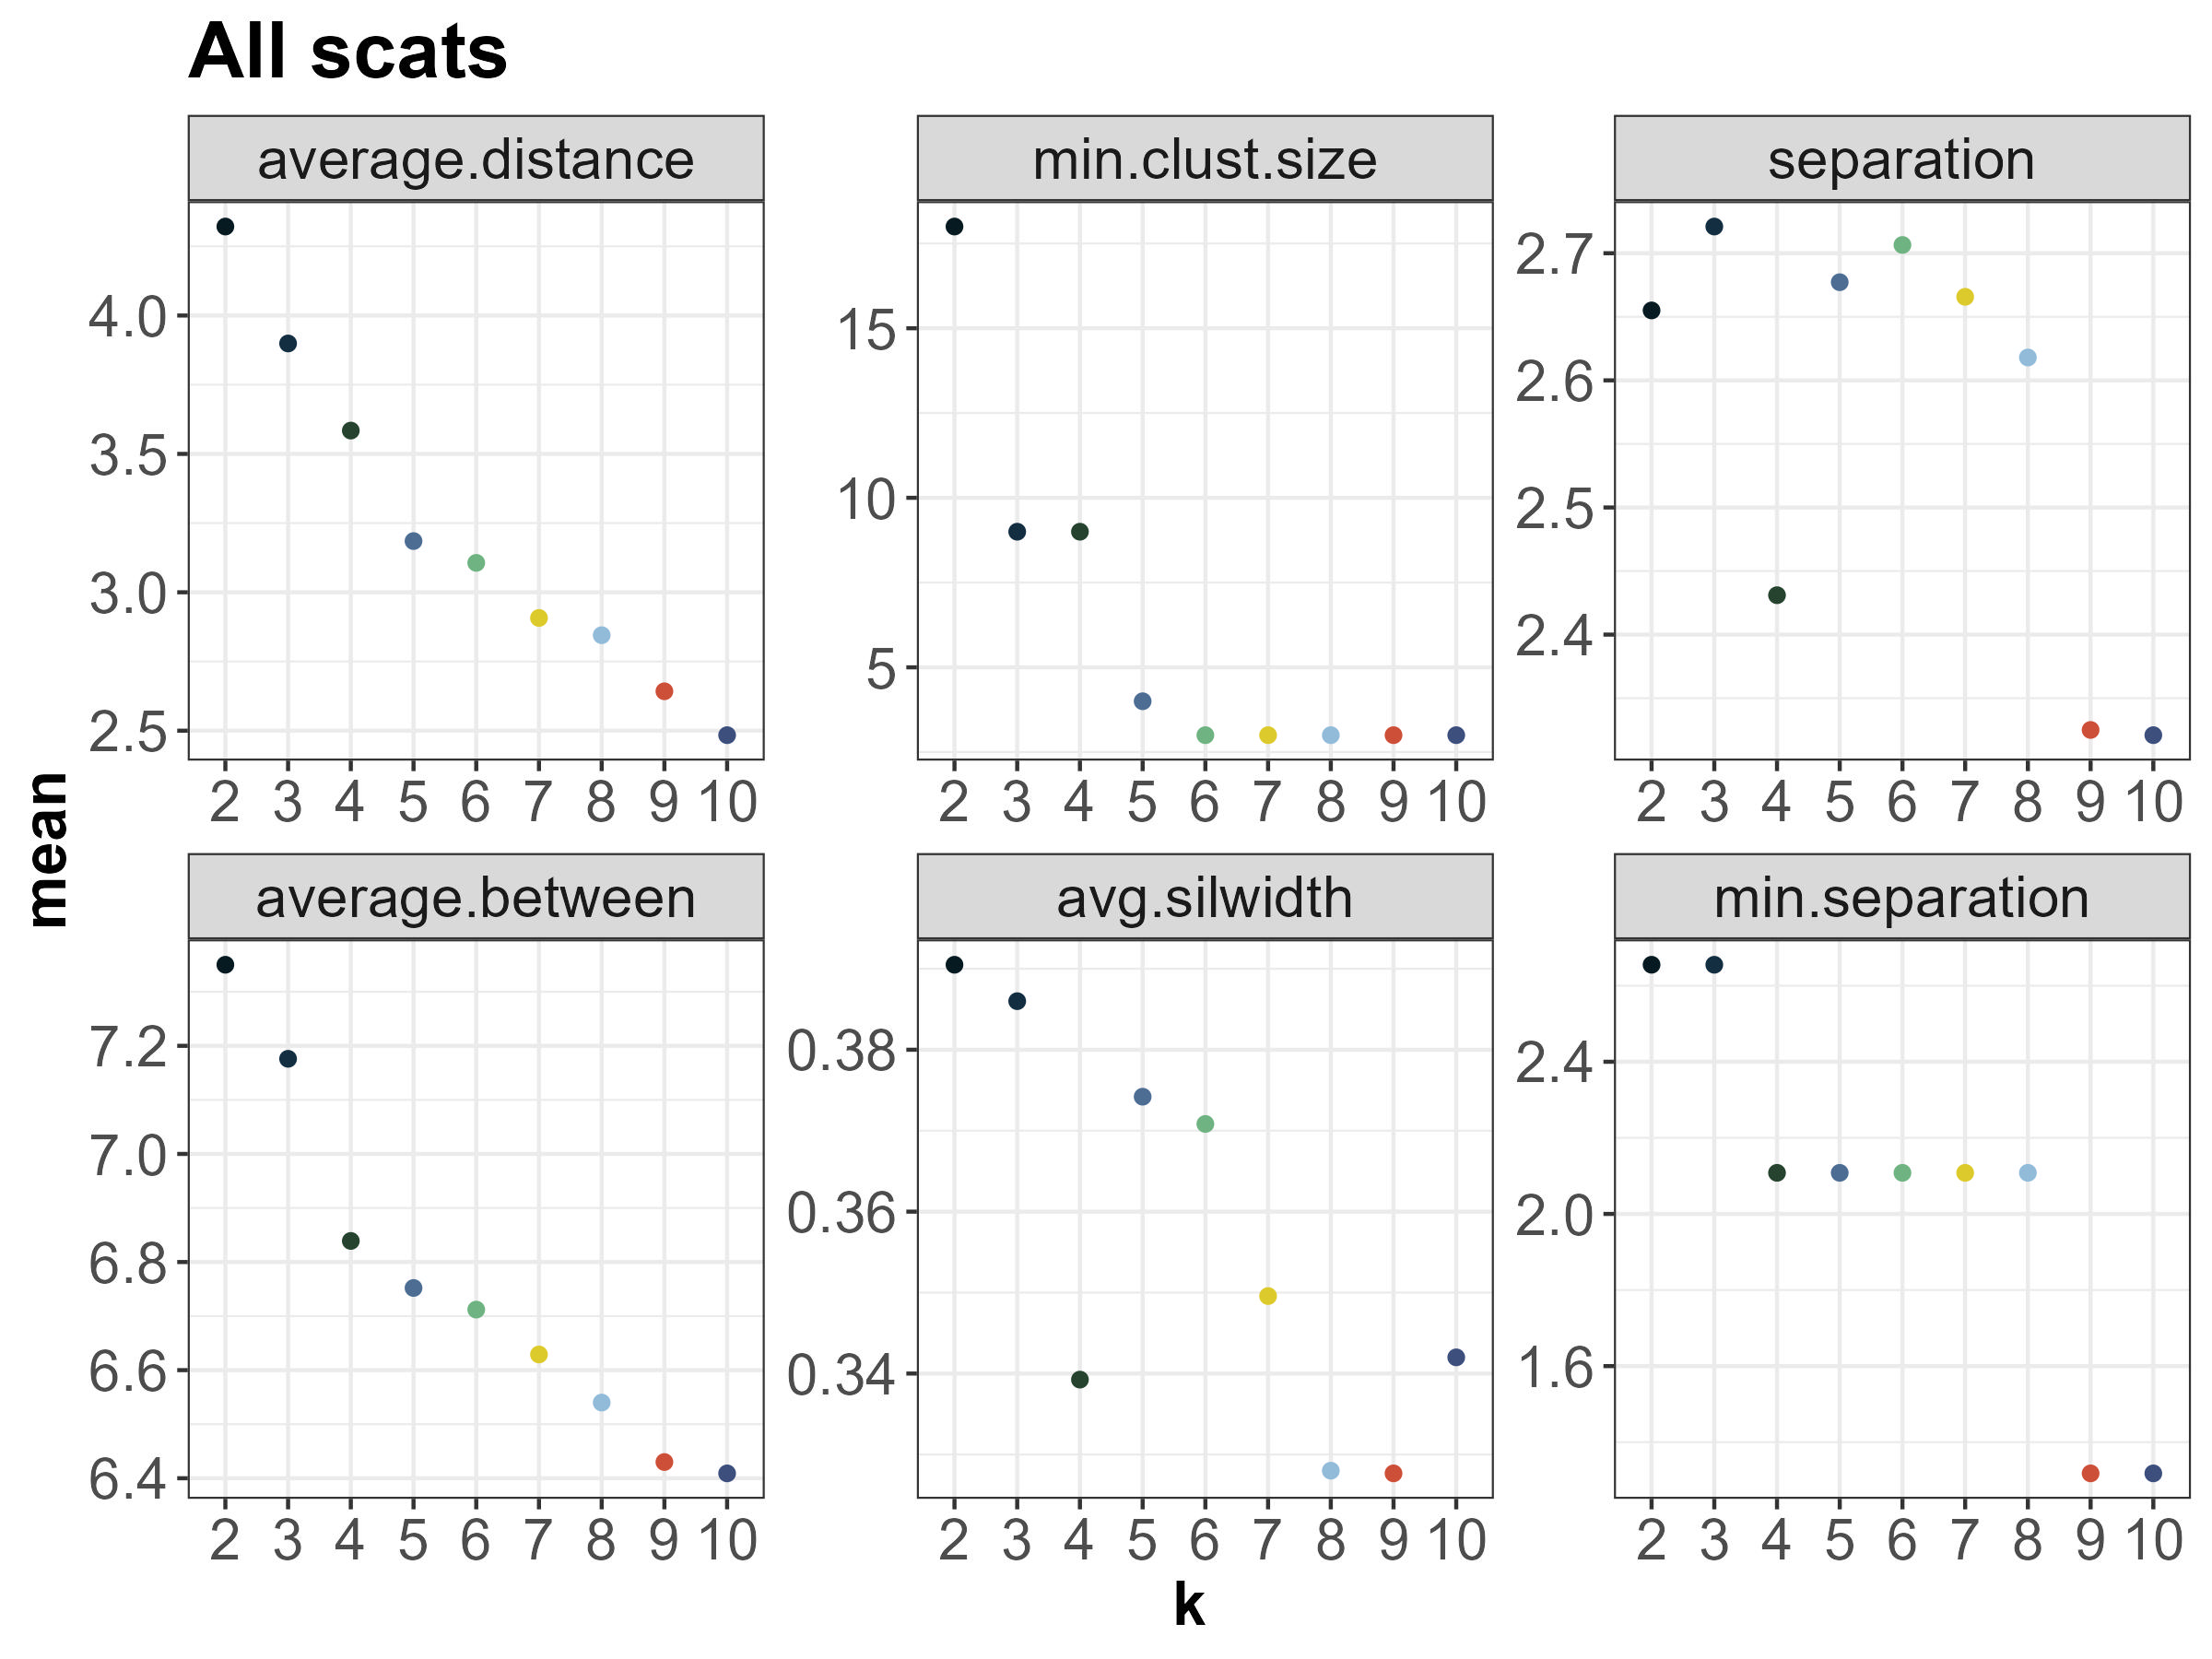 All scats
average.distance
min.clust.size
separation
4.0
3.5
3.0
2.5
15
10
5
2.7
2.6
2.5
2.4
2 3 4 5 6 7 8 9 10
2 3 4 5 6 7 8 9 10
2 3 4 5 6 7 8 9 10
mean
average.between
avg.silwidth
min.separation
7.2
7.0
6.8
6.6
6.4
0.38
0.36
0.34
2.4
2.0
1.6
2 3 4 5 6 7 8 9 10
2 3 4 5 6 7 8 9 10
2 3 4 5 6 7 8 9 10
k